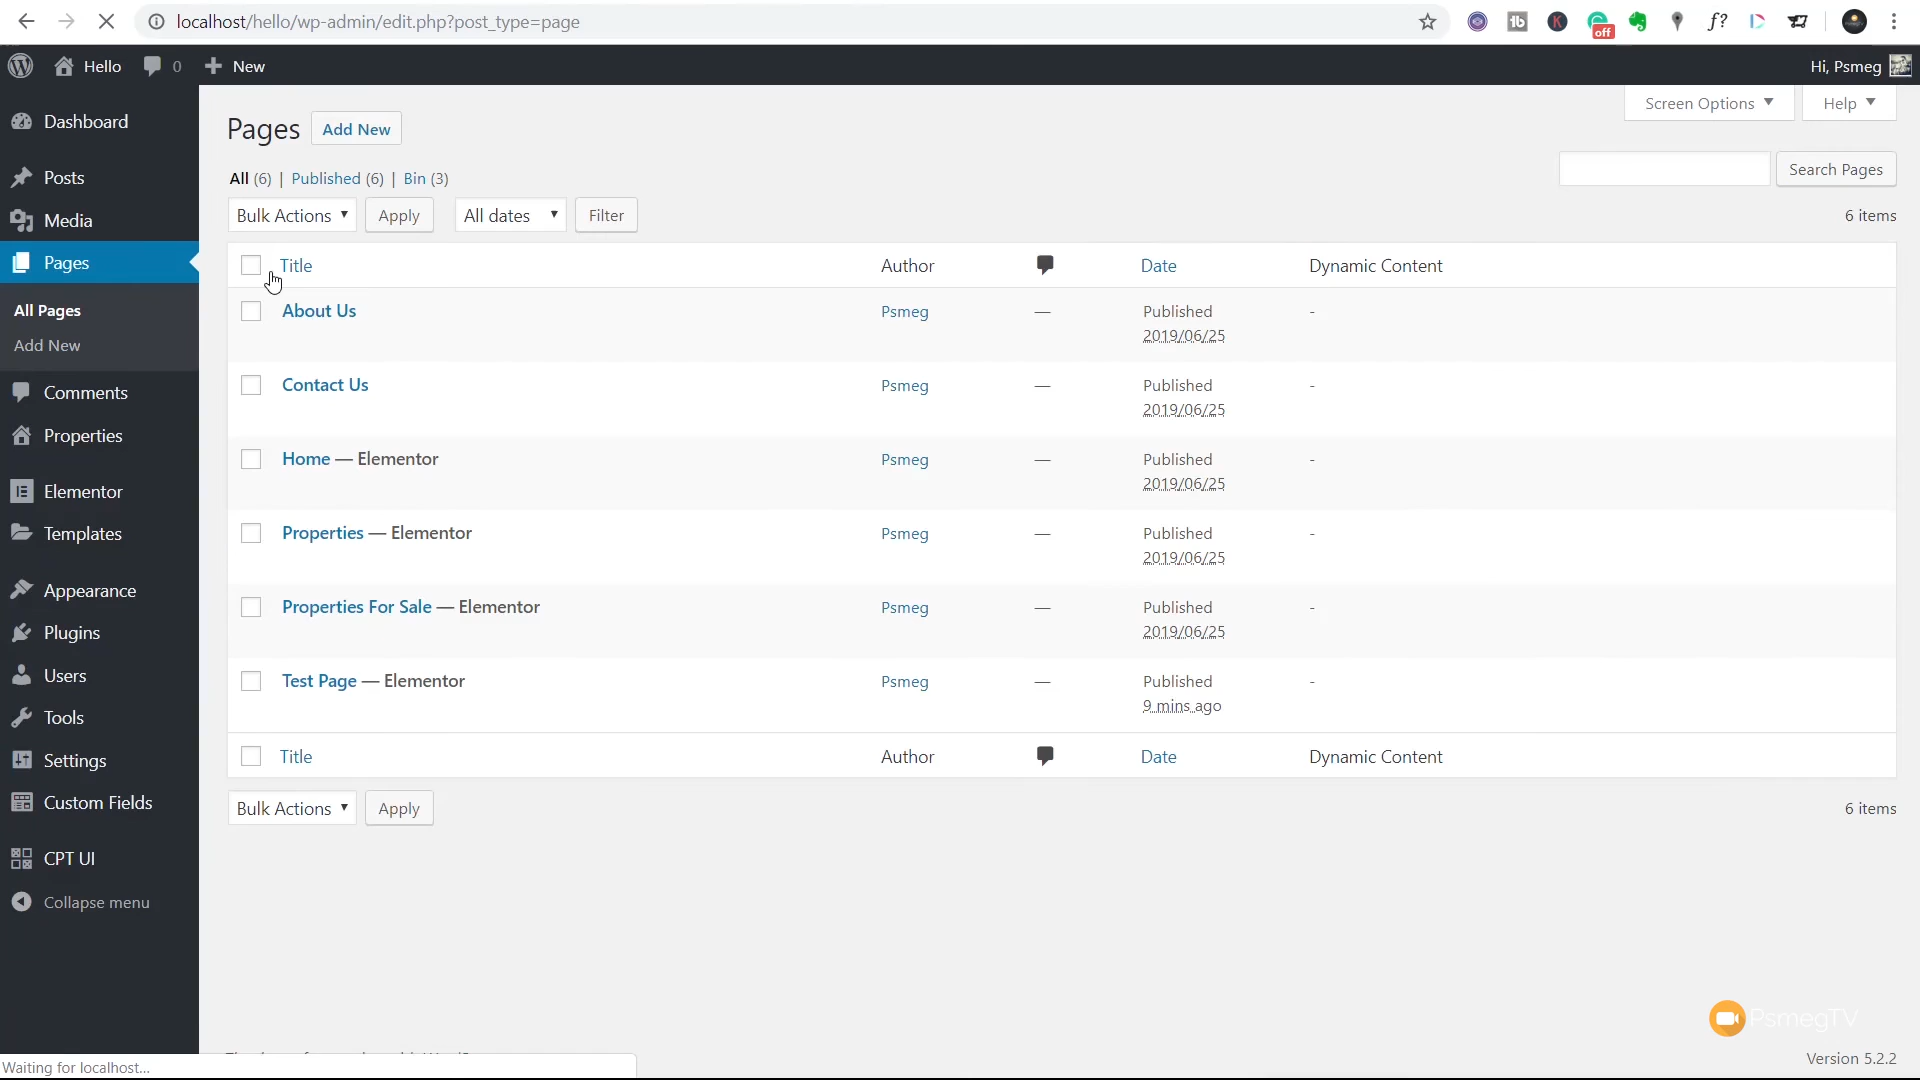 localhost/hello/wp-admin/edit.php?post_type=page
off
f?
Hello
0
New
Hi, Psmeg
Dashboard
Posts
Media
Pages
All Pages
Add New
Comments
Properties
Elementor
Templates
Appearance
Plugins
Users
Tools
Settings
Custom Fields
CPT UI
Collapse menu
Screen Options
Help
Pages
Add New
All (6) | Published (6) | Bin (3)
Search Pages
Bulk Actions
Apply
All dates
Filter
6 items
Title Author Date Dynamic Content
About Us Psmeg — Published -
2019/06/25
Contact Us Psmeg — Published -
2019/06/25
Home — Elementor Psmeg — Published -
2019/06/25
Properties — Elementor Psmeg — Published -
2019/06/25
Properties For Sale — Elementor Psmeg — Published -
2019/06/25
Test Page — Elementor Psmeg — Published -
9 mins ago
Title Author Date Dynamic Content
Bulk Actions
Apply
6 items
PsmegTV
Version 5.2.2
Waiting for localhost...